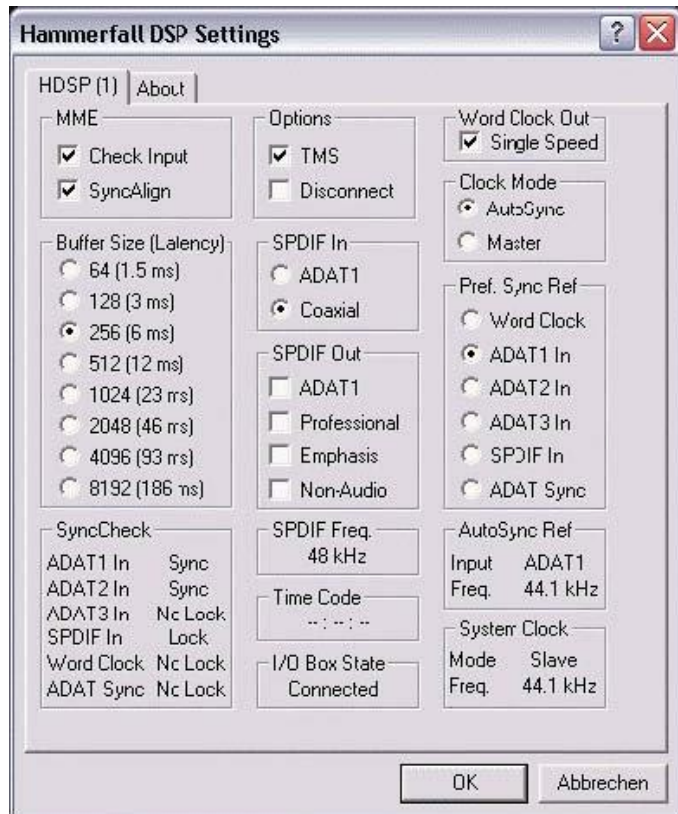 Hammerfall DSP Settings
HDSP (1)
About
MME
Check Input
SyncAlign
Buffer Size (Latency)
64 (1.5 ms)
128 (3 ms)
256 (6 ms)
512 (12 ms)
1024 (23 ms)
2048 (46 ms)
4096 (93 ms)
8192 (186 ms)
SyncCheck
ADAT1 In Sync
ADAT2 In Sync
ADAT3 In No Lock
SPDIF In Lock
Word Clock No Lock
ADAT Sync No Lock
Options
TMS
Disconnect
SPDIF In
ADAT1
Coaxial
SPDIF Out
ADAT1
Professional
Emphasis
Non-Audio
SPDIF Freq.
48 kHz
Time Code
-- : -- : --
I/O Box State
Connected
Word Clock Out
Single Speed
Clock Mode
AutoSync
Master
Pref. Sync Ref
Word Clock
ADAT1 In
ADAT2 In
ADAT3 In
SPDIF In
ADAT Sync
AutoSync Ref
Input ADAT1
Freq. 44.1 kHz
System Clock
Mode Slave
Freq. 44.1 kHz
OK
Abbrechen